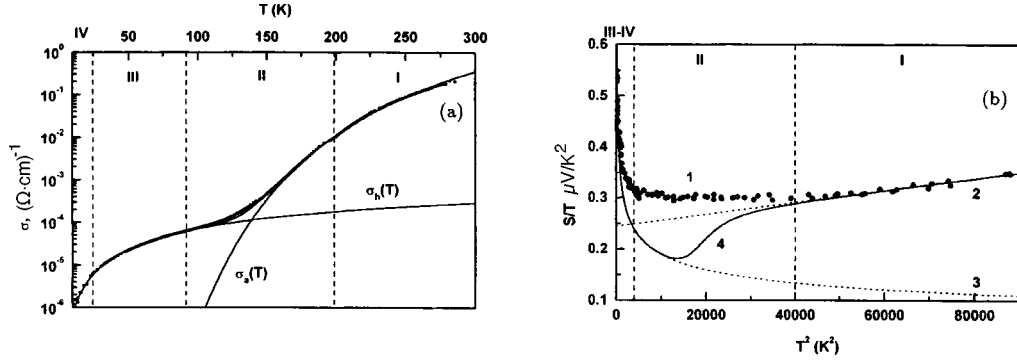 T (K)
IV 50 100 150 200 250 300
10⁰
10⁻¹
10⁻²
10⁻³
10⁻⁴
10⁻⁵
10⁻⁶
σ, (Ω·cm)⁻¹
III II I
(a)
σₕ(T)
σₐ(T)
III-IV
0.6
0.5
0.4
0.3
0.2
0.1
S/T μV/K²
II I
(b)
1
2
4
3
0 20000 40000 60000 80000
T² (K²)